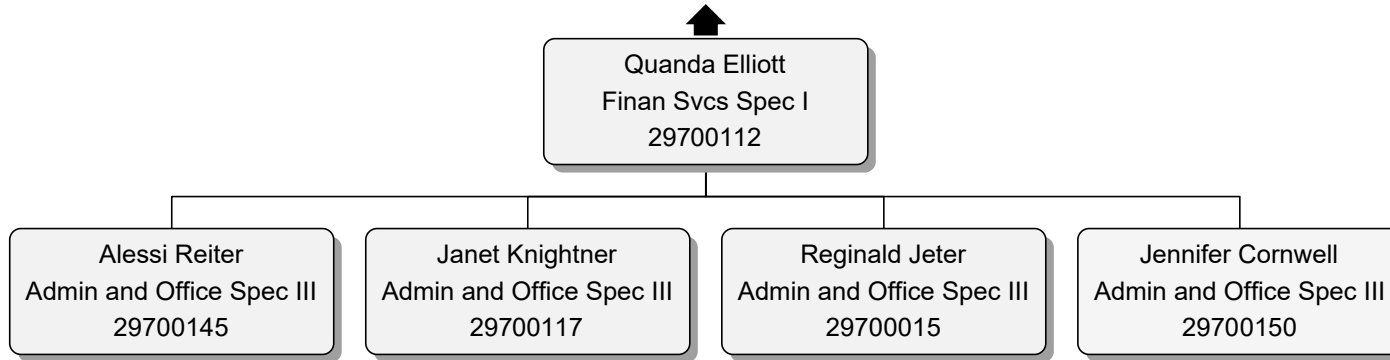 Quanda Elliott
Finan Svcs Spec I
29700112
Alessi Reiter
Admin and Office Spec III
29700145
Janet Knightner
Admin and Office Spec III
29700117
Reginald Jeter
Admin and Office Spec III
29700015
Jennifer Cornwell
Admin and Office Spec III
29700150